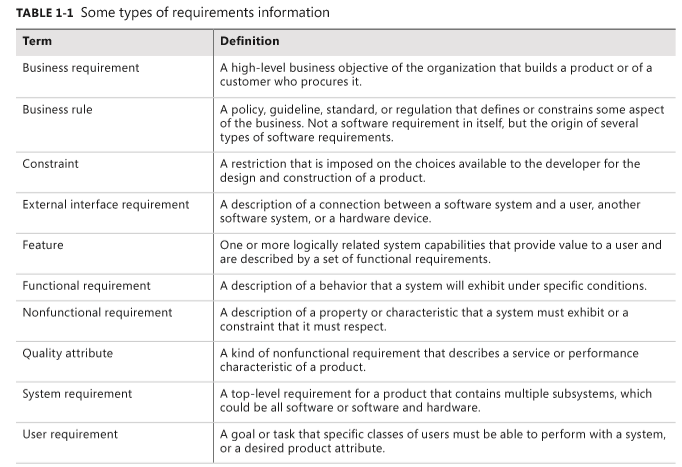 TABLE 1-1 Some types of requirements information
Term Definition
Business requirement A high-level business objective of the organization that builds a product or of a
customer who procures it.
Business rule A policy, guideline, standard, or regulation that defines or constrains some aspect
of the business. Not a software requirement in itself, but the origin of several
types of software requirements.
Constraint A restriction that is imposed on the choices available to the developer for the
design and construction of a product.
External interface requirement A description of a connection between a software system and a user, another
software system, or a hardware device.
Feature One or more logically related system capabilities that provide value to a user and
are described by a set of functional requirements.
Functional requirement A description of a behavior that a system will exhibit under specific conditions.
Nonfunctional requirement A description of a property or characteristic that a system must exhibit or a
constraint that it must respect.
Quality attribute A kind of nonfunctional requirement that describes a service or performance
characteristic of a product.
System requirement A top-level requirement for a product that contains multiple subsystems, which
could be all software or software and hardware.
User requirement A goal or task that specific classes of users must be able to perform with a system,
or a desired product attribute.